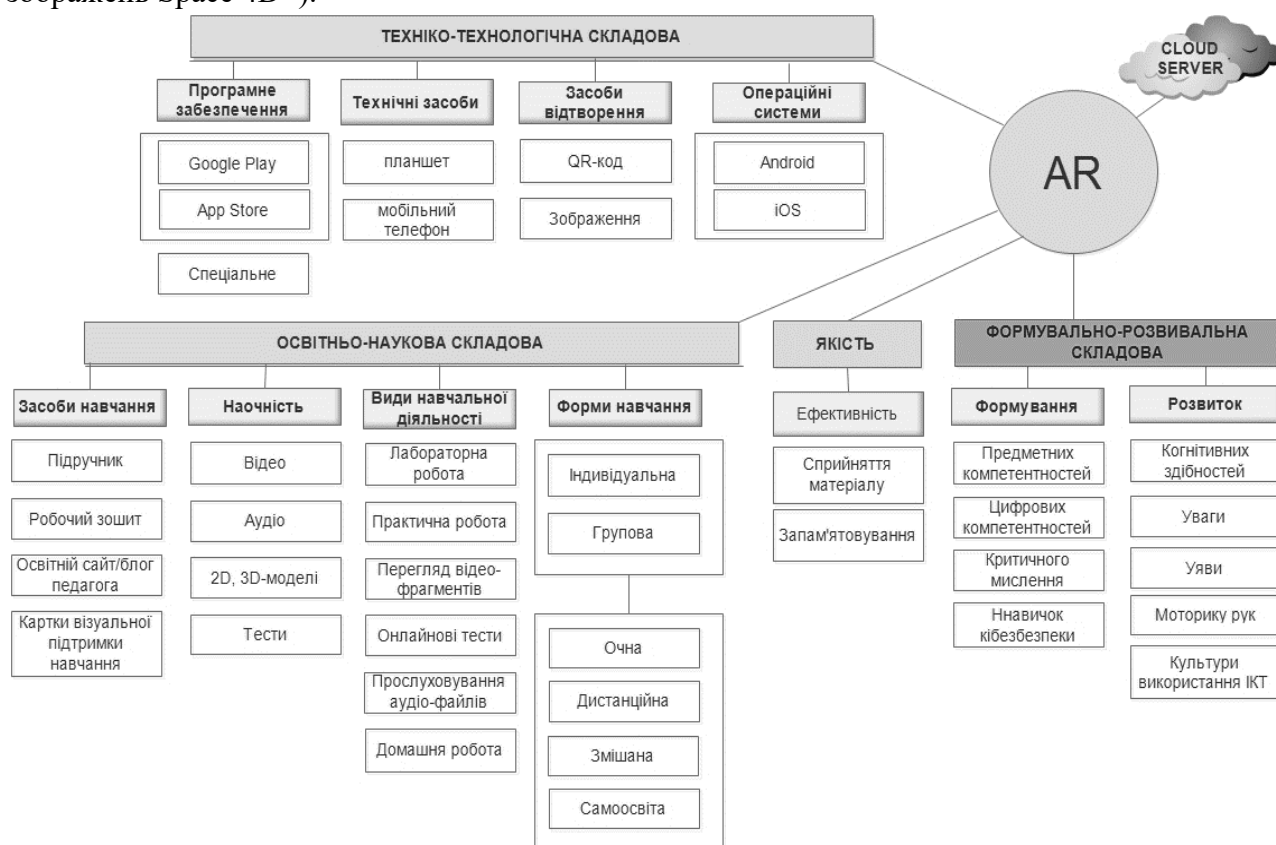 зображень Space 4D+).
ТЕХНІКО-ТЕХНОЛОГІЧНА СКЛАДОВА
CLOUD
SERVER
AR
Програмне
забезпечення
Google Play
App Store
Спеціальне
Технічні засоби
планшет
мобільний
телефон
Засоби
відтворення
QR-код
Зображення
Операційні
системи
Android
iOS
ОСВІТНЬО-НАУКОВА СКЛАДОВА
Засоби навчання
Підручник
Робочий зошит
Освітній сайт/блог
педагога
Картки візуальної
підтримки
навчання
Наочність
Відео
Аудіо
2D, 3D-моделі
Тести
Види навчальної
діяльності
Лабораторна
робота
Практична робота
Перегляд відео-
фрагментів
Онлайнові тести
Прослуховування
аудіо-файлів
Домашня робота
Форми навчання
Індивідуальна
Групова
Очна
Дистанційна
Змішана
Самоосвіта
ЯКІСТЬ
Ефективність
Сприйняття
матеріалу
Запам'ятовування
ФОРМУВАЛЬНО-РОЗВИВАЛЬНА
СКЛАДОВА
Формування
Предметних
компетентностей
Цифрових
компетентностей
Критичного
мислення
Ннавичок
кібезбезпеки
Розвиток
Когнітивних
здібностей
Уваги
Уяви
Моторику рук
Культури
використання ІКТ